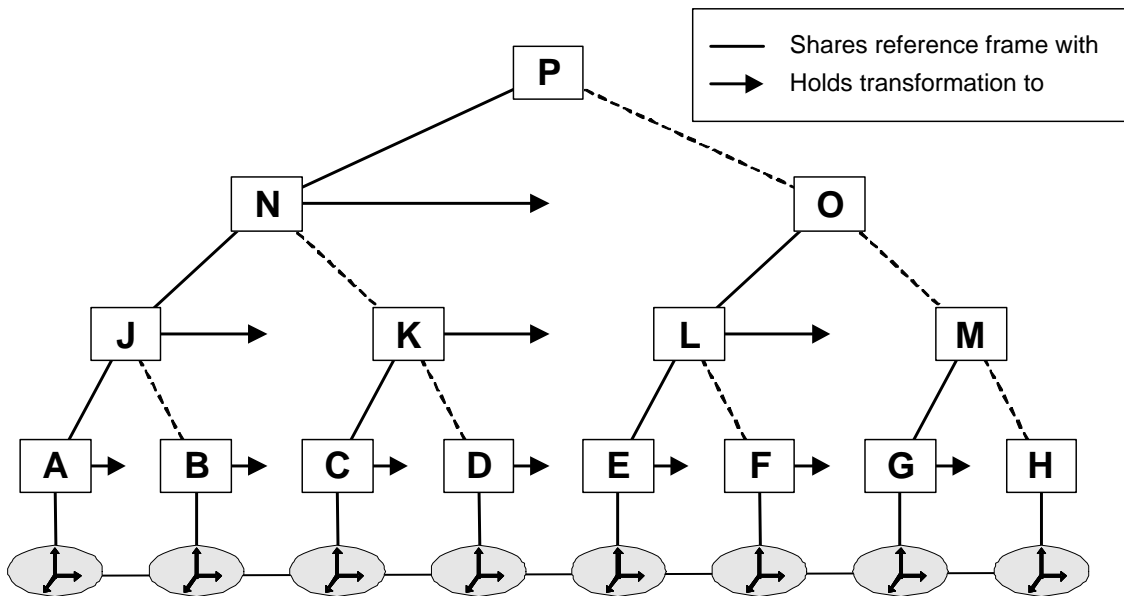 P
Shares reference frame with
Holds transformation to
N
O
J
K
L
M
A
B
C
D
E
F
G
H